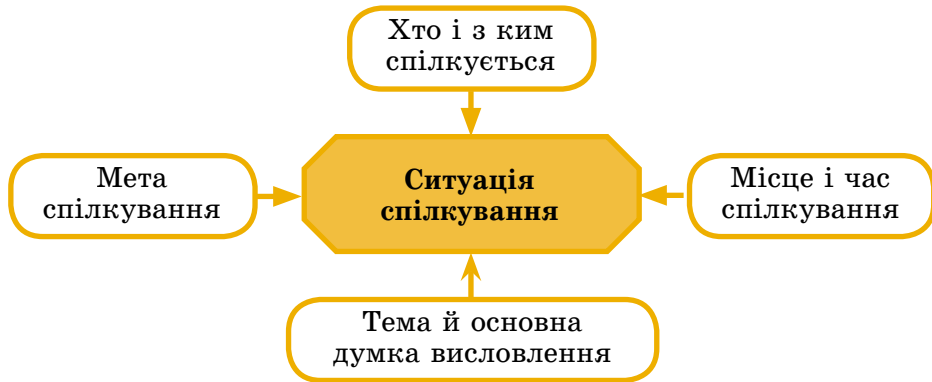 Хто і з ким
спілкується
Мета
спілкування
Ситуація
спілкування
Місце і час
спілкування
Тема й основна
думка висловлення